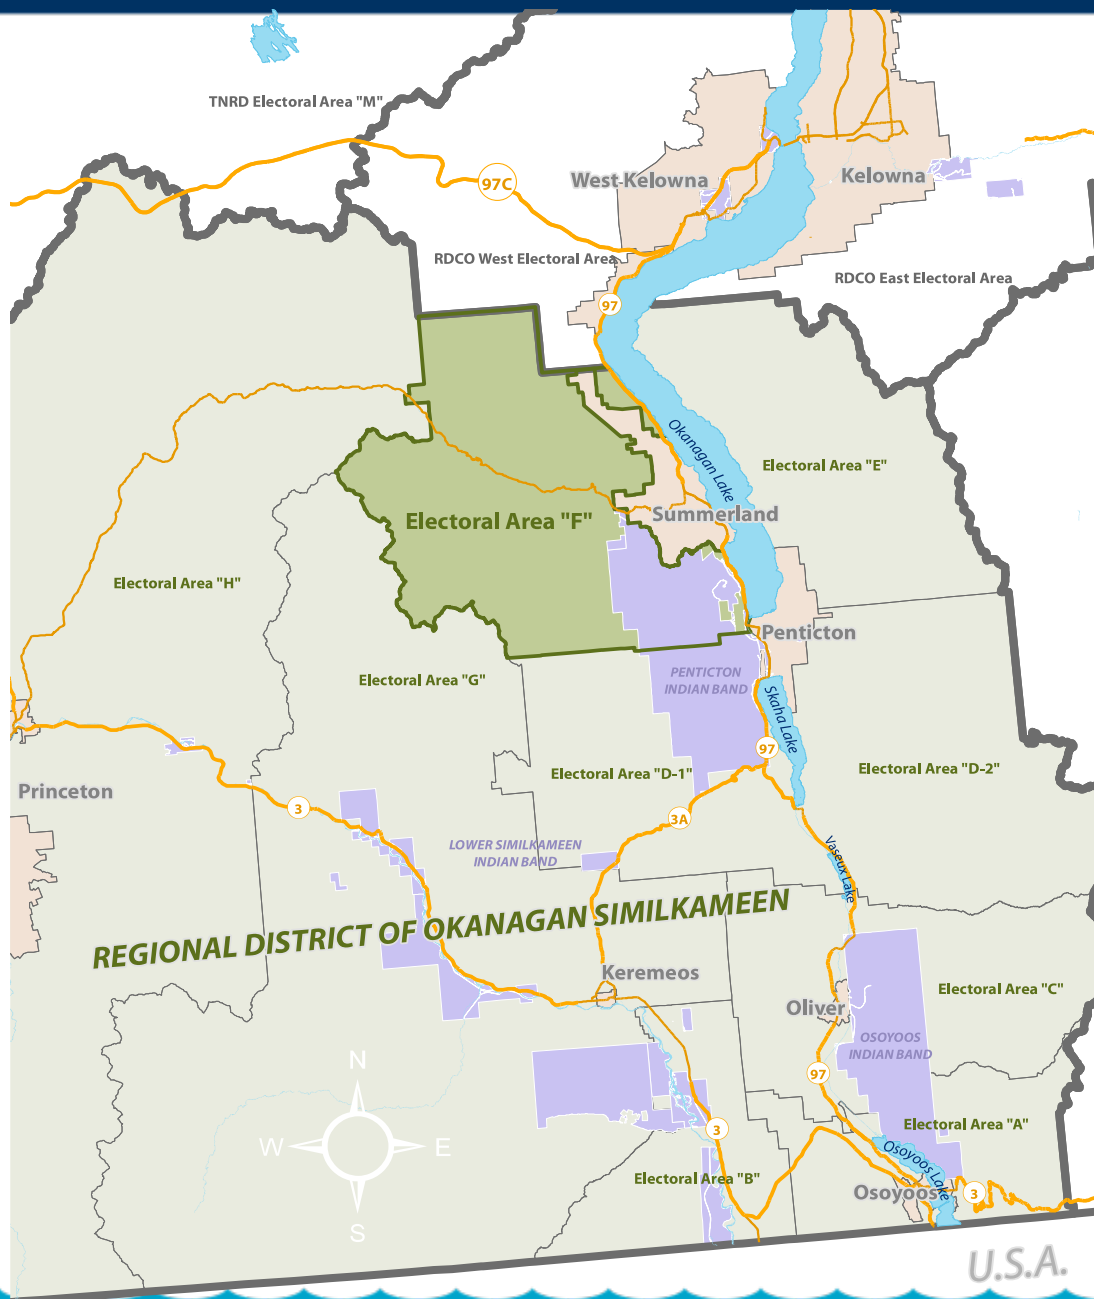 TNRD Electoral Area "M"
97C
West Kelowna
Kelowna
RDCO West Electoral Area
RDCO East Electoral Area
97
Okanagan Lake
Electoral Area "E"
Electoral Area "F"
Summerland
Electoral Area "H"
Penticton
PENTICTON
INDIAN BAND
Electoral Area "G"
Skaha Lake
97
Electoral Area "D-1"
Electoral Area "D-2"
Princeton
3
3A
LOWER SIMILKAMEEN
INDIAN BAND
Vaseux Lake
REGIONAL DISTRICT OF OKANAGAN SIMILKAMEEN
Keremeos
Electoral Area "C"
Oliver
OSOYOOS
INDIAN BAND
N
97
W
E
3
Electoral Area "A"
Osoyoos Lake
Electoral Area "B"
Osoyoos
3
S
U.S.A.